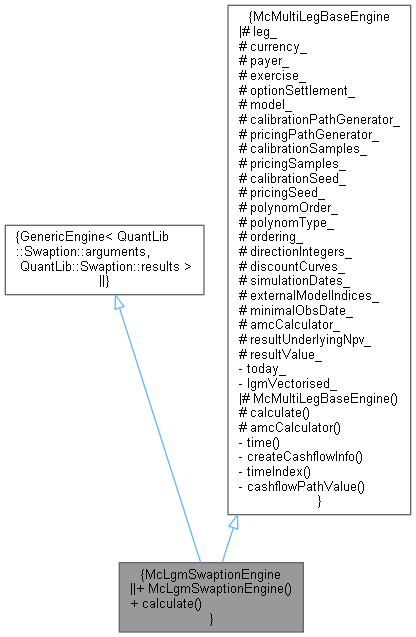 {McMultiLegBaseEngine
|# leg_
# currency_
# payer_
# exercise_
# optionSettlement_
# model_
# calibrationPathGenerator_
# pricingPathGenerator_
# calibrationSamples_
# pricingSamples_
# calibrationSeed_
# pricingSeed_
# polynomOrder_
# polynomType_
# ordering_
# directionIntegers_
# discountCurves_
# simulationDates_
# externalModelIndices_
# minimalObsDate_
# amcCalculator_
# resultUnderlyingNpv_
# resultValue_
- today_
- lgmVectorised_
|# McMultiLegBaseEngine()
# calculate()
# amcCalculator()
- time()
- createCashflowInfo()
- timeIndex()
- cashflowPathValue()
}
{GenericEngine< QuantLib
::Swaption::arguments,
QuantLib::Swaption::results >
||}
{McLgmSwaptionEngine
||+ McLgmSwaptionEngine()
+ calculate()
}